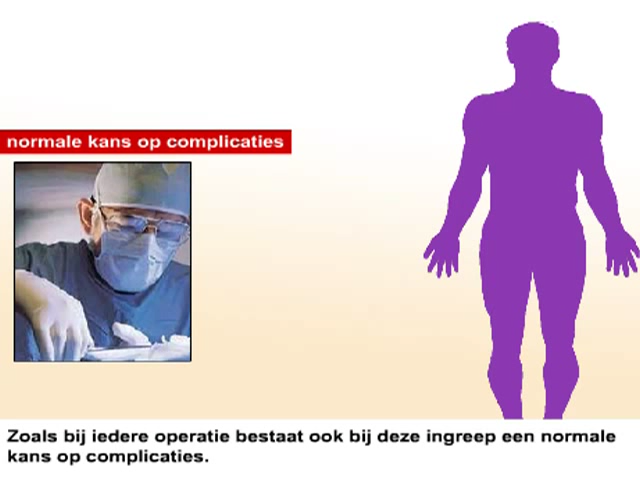 normale kans op complicaties
Zoals bij iedere operatie bestaat ook bij deze ingreep een normale
kans op complicaties.